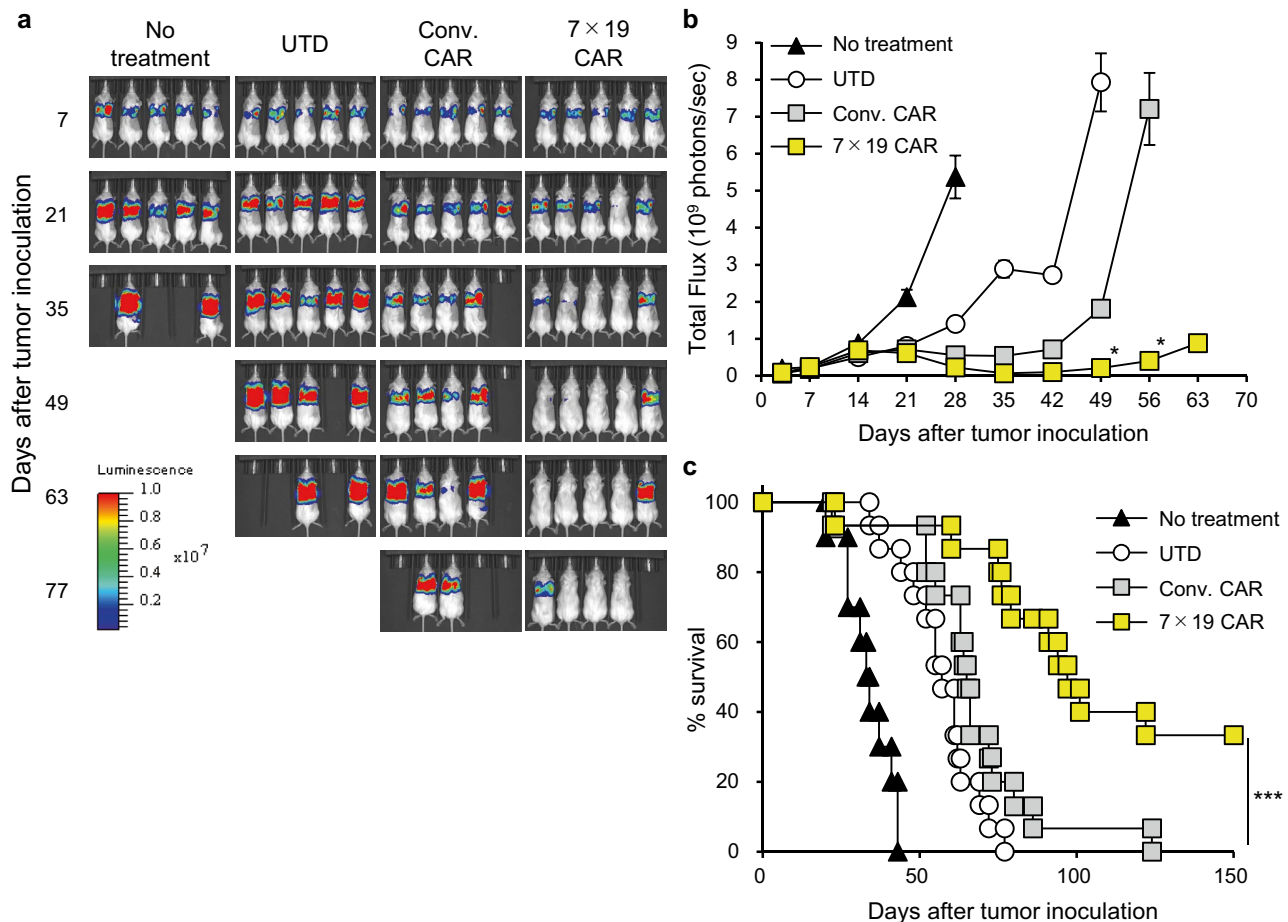 a
No treatment
UTD
Conv. CAR
7 × 19 CAR
Days after tumor inoculation
7
21
35
49
63
77
Luminescence
1.0
0.8
0.6
x10⁷
0.4
0.2
b
Total Flux (10⁹ photons/sec)
9
8
7
6
5
4
3
2
1
0
No treatment
UTD
Conv. CAR
7 × 19 CAR
*
*
0 7 14 21 28 35 42 49 56 63 70
Days after tumor inoculation
c
% survival
100
80
60
40
20
0
No treatment
UTD
Conv. CAR
7 × 19 CAR
***
0 50 100 150
Days after tumor inoculation